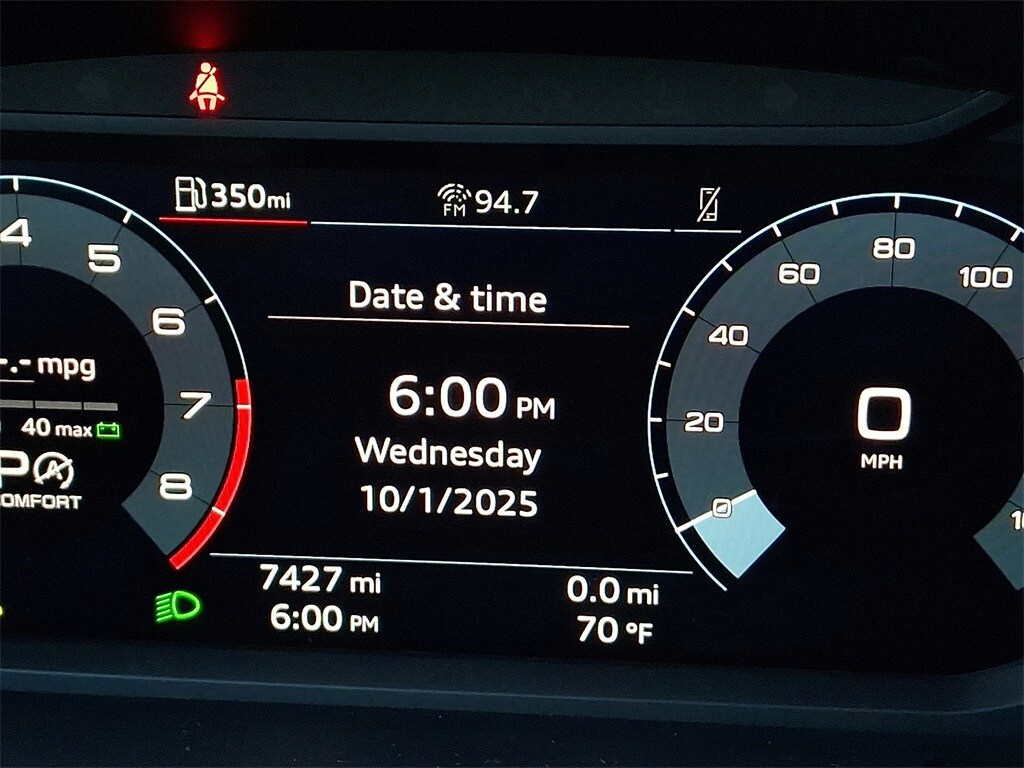 350mi
FM 94.7
4
5
6
7
8
-.- mpg
40 max
P A
OMFORT
Date & time
6:00 PM
Wednesday
10/1/2025
7427 mi
0.0 mi
6:00 PM
70 °F
0
20
40
60
80
100
0
MPH